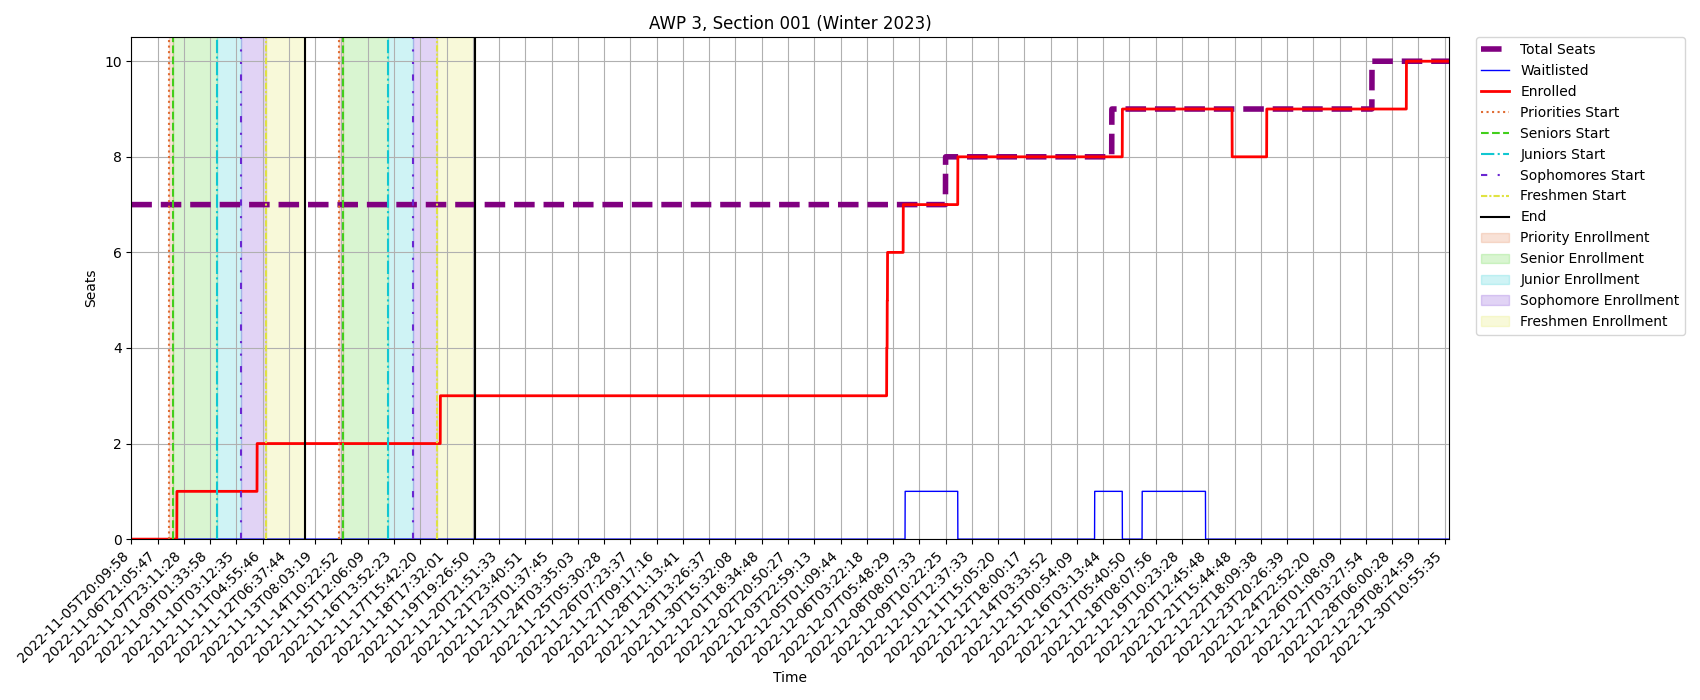 AWP 3, Section 001 (Winter 2023)
10
8
6
4
2
0
Seats
2022-11-05T20:09:58
2022-11-06T21:05:47
2022-11-07T23:11:28
2022-11-09T01:33:58
2022-11-10T03:12:35
2022-11-11T04:55:46
2022-11-12T06:37:44
2022-11-13T08:03:19
2022-11-14T10:22:52
2022-11-15T12:06:09
2022-11-16T13:52:23
2022-11-17T15:42:20
2022-11-18T17:32:01
2022-11-19T19:26:50
2022-11-20T21:51:33
2022-11-21T23:40:51
2022-11-23T01:37:45
2022-11-24T03:35:03
2022-11-25T05:30:28
2022-11-26T07:23:37
2022-11-27T09:17:16
2022-11-28T11:13:41
2022-11-29T13:26:37
2022-11-30T15:32:08
2022-12-01T18:34:48
2022-12-02T20:50:27
2022-12-03T22:59:13
2022-12-05T01:09:44
2022-12-06T03:22:18
2022-12-07T05:48:29
2022-12-08T08:07:33
2022-12-09T10:22:25
2022-12-10T12:37:33
2022-12-11T15:05:20
2022-12-12T18:00:17
2022-12-14T03:33:52
2022-12-15T00:54:09
2022-12-16T03:13:44
2022-12-17T05:40:50
2022-12-18T08:07:56
2022-12-19T10:23:28
2022-12-20T12:45:48
2022-12-21T15:44:48
2022-12-22T18:09:38
2022-12-23T20:26:39
2022-12-24T22:52:20
2022-12-26T01:08:09
2022-12-27T03:27:54
2022-12-28T06:00:28
2022-12-29T08:24:59
2022-12-30T10:55:35
Time
Total Seats
Waitlisted
Enrolled
Priorities Start
Seniors Start
Juniors Start
Sophomores Start
Freshmen Start
End
Priority Enrollment
Senior Enrollment
Junior Enrollment
Sophomore Enrollment
Freshmen Enrollment